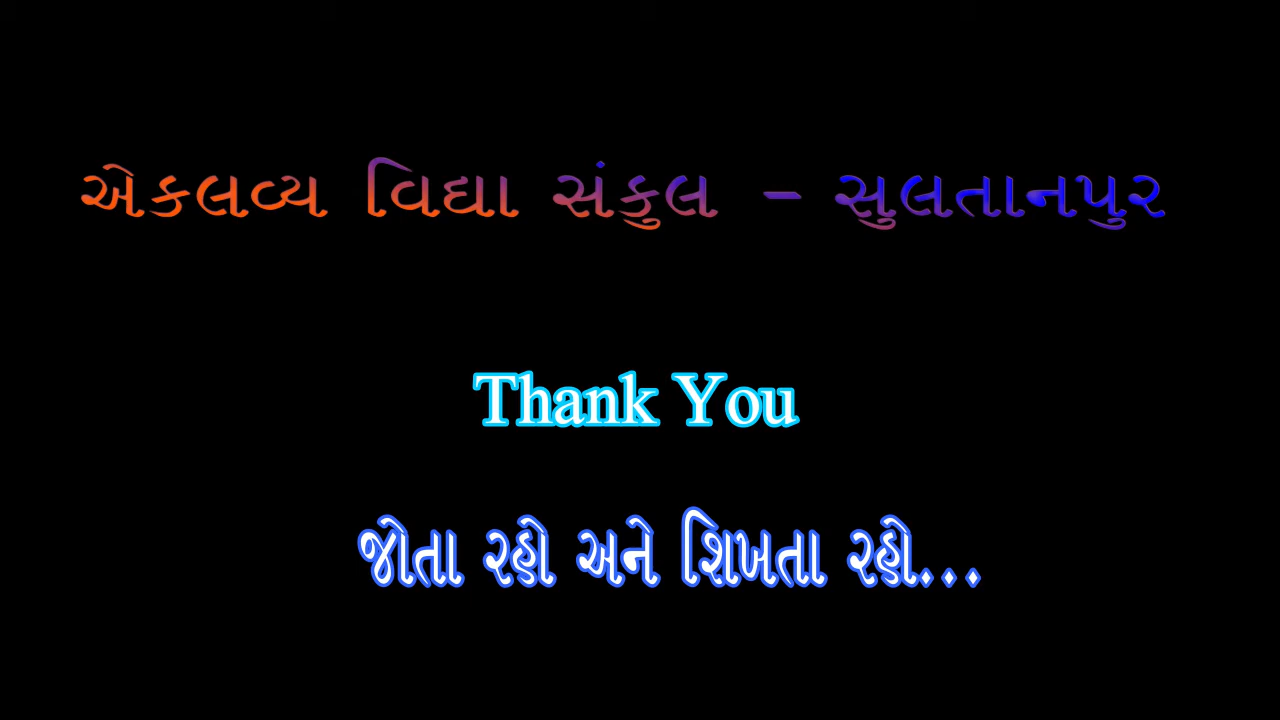 એકલવ્ય વિદ્યા સંકુલ - સુલતાનપુર
Thank You
જોતા રહો અને શિખતા રહો...